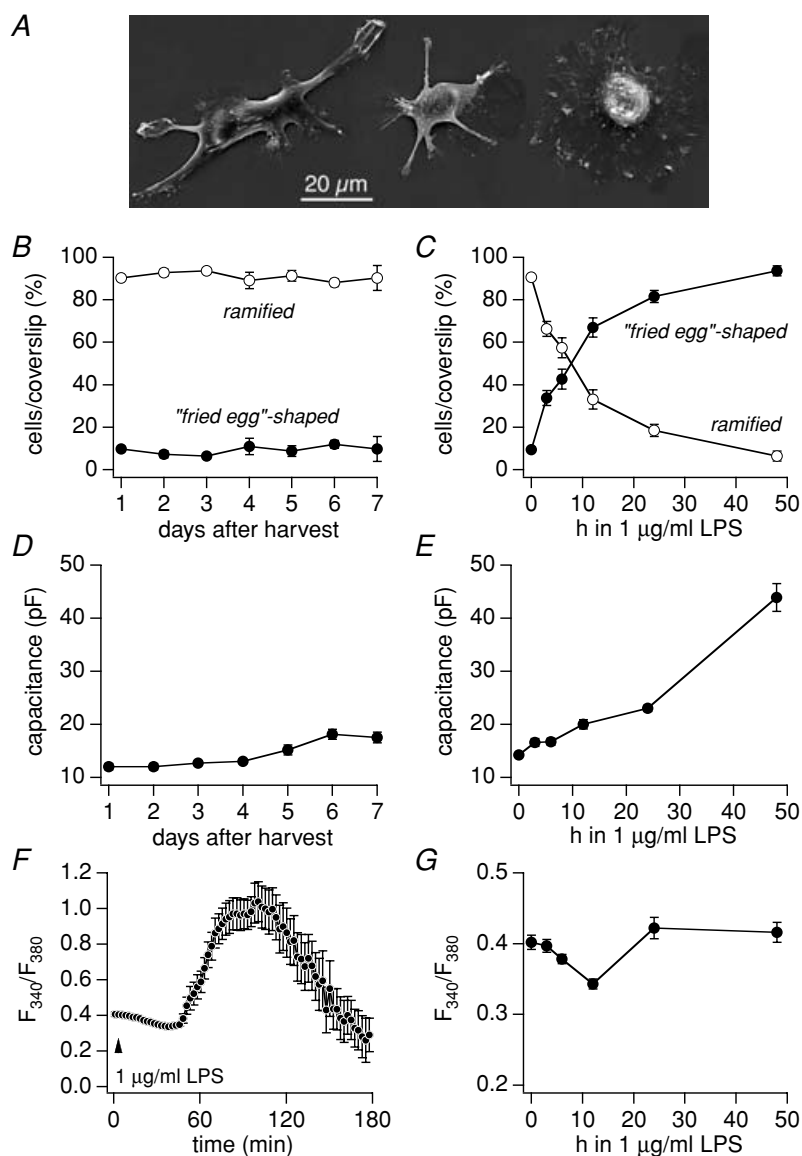 A
20 µm
B
100
80
60
40
20
0
cells/coverslip (%)
ramified
"fried egg"-shaped
1 2 3 4 5 6 7
days after harvest
C
100
80
60
40
20
0
cells/coverslip (%)
"fried egg"-shaped
ramified
0 10 20 30 40 50
h in 1 µg/ml LPS
D
50
40
30
20
10
capacitance (pF)
1 2 3 4 5 6 7
days after harvest
E
50
40
30
20
10
capacitance (pF)
0 10 20 30 40 50
h in 1 µg/ml LPS
F
1.2
1.0
0.8
0.6
0.4
0.2
0.0
F340/F380
1 µg/ml LPS
0 60 120 180
time (min)
G
0.5
0.4
0.3
0.2
F340/F380
0 10 20 30 40 50
h in 1 µg/ml LPS